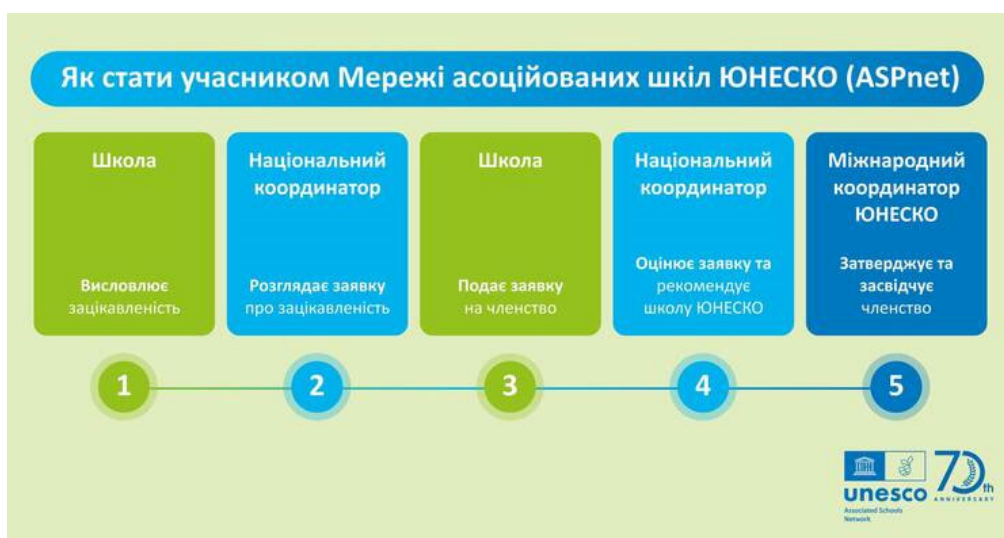 Як стати учасником Мережі асоційованих шкіл ЮНЕСКО (ASPnet)
Школа
Висловлює
зацікавленість
Національний
координатор
Розглядає заявку
про зацікавленість
Школа
Подає заявку
на членство
Національний
координатор
Оцінює заявку та
рекомендує
школу ЮНЕСКО
Міжнародний
координатор
ЮНЕСКО
Затверджує та
засвідчує
членство
1
2
3
4
5
unesco
Associated Schools
Network
70th
ANNIVERSARY